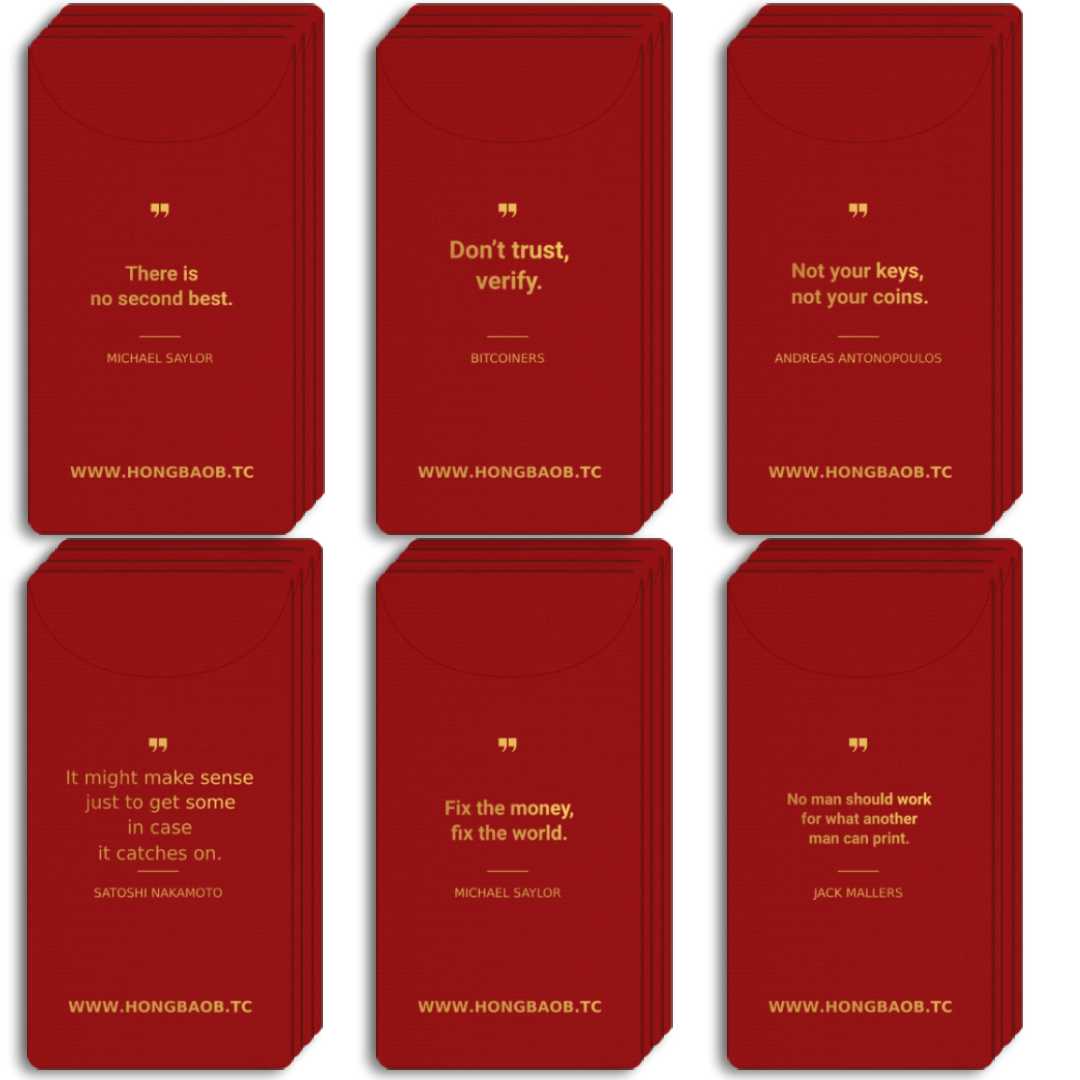 ❞
There is
no second best.
MICHAEL SAYLOR
WWW.HONGBAOB.TC
❞
Don’t trust,
verify.
BITCOINERS
WWW.HONGBAOB.TC
❞
Not your keys,
not your coins.
ANDREAS ANTONOPOULOS
WWW.HONGBAOB.TC
❞
It might make sense
just to get some
in case
it catches on.
SATOSHI NAKAMOTO
WWW.HONGBAOB.TC
❞
Fix the money,
fix the world.
MICHAEL SAYLOR
WWW.HONGBAOB.TC
❞
No man should work
for what another
man can print.
JACK MALLERS
WWW.HONGBAOB.TC